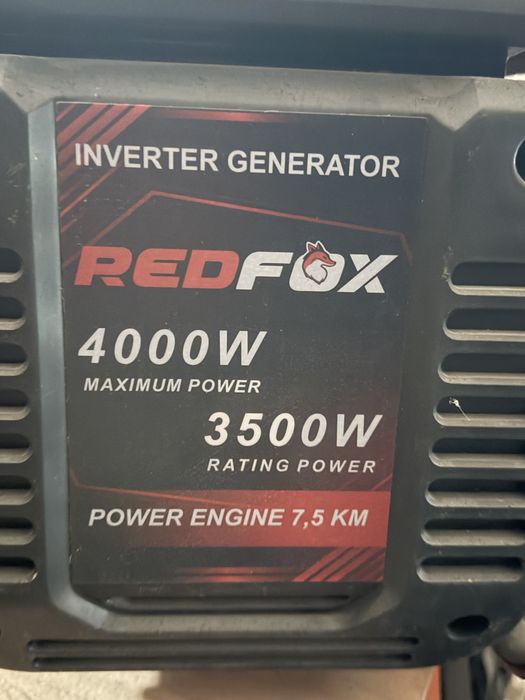 INVERTER GENERATOR
REDFOX
4000W
MAXIMUM POWER
3500W
RATING POWER
POWER ENGINE 7,5 KM